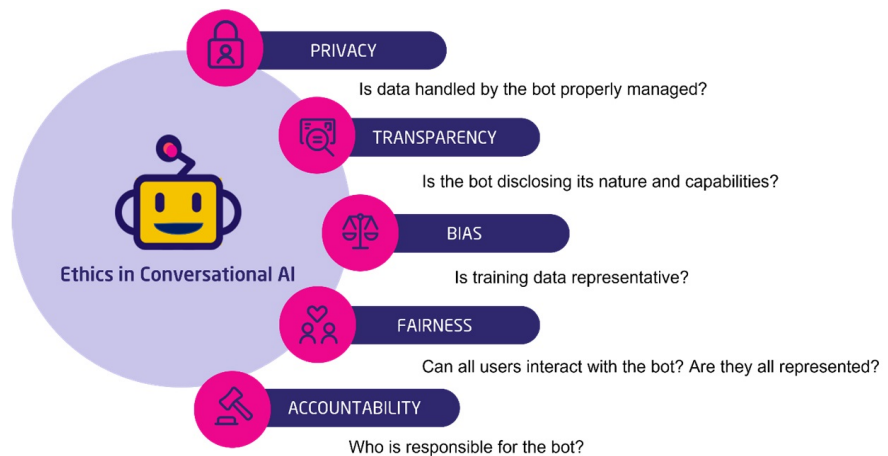 PRIVACY
Is data handled by the bot properly managed?
TRANSPARENCY
Is the bot disclosing its nature and capabilities?
BIAS
Ethics in Conversational AI
Is training data representative?
FAIRNESS
Can all users interact with the bot? Are they all represented?
ACCOUNTABILITY
Who is responsible for the bot?